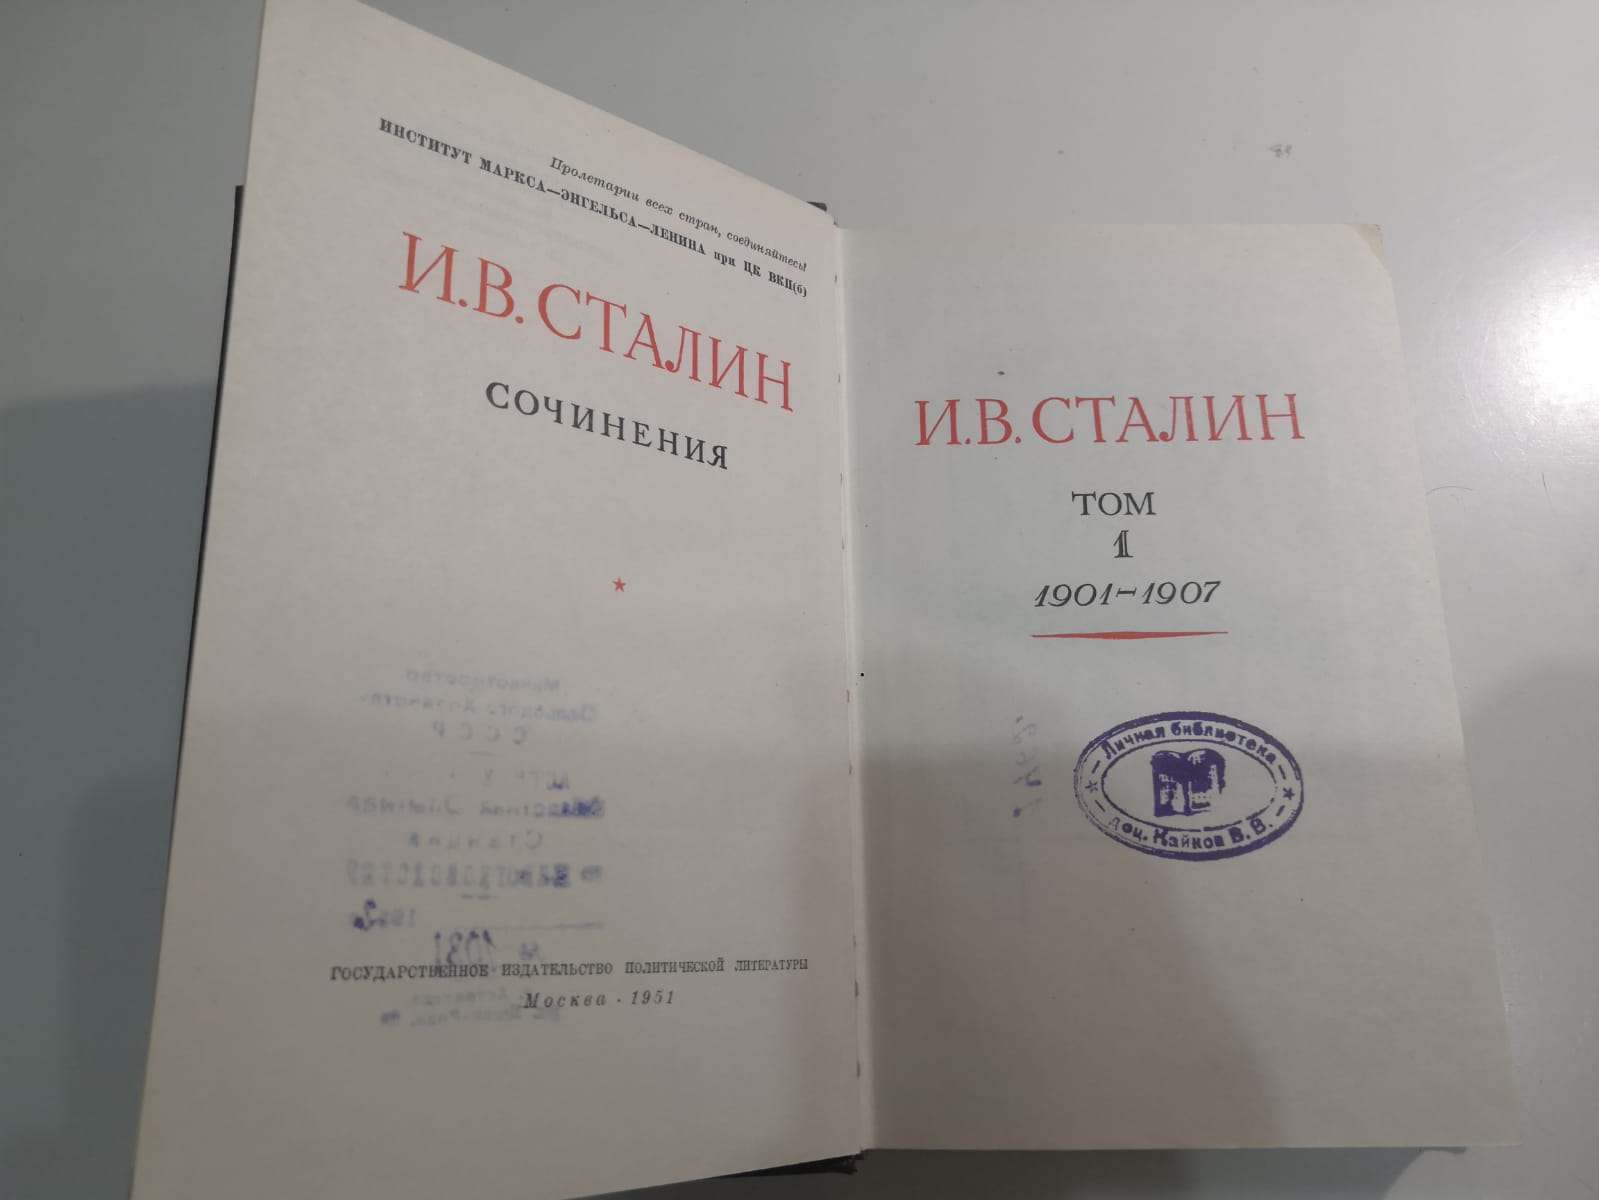 Пролетарии всех стран, соединяйтесь!
ИНСТИТУТ МАРКСА—ЭНГЕЛЬСА—ЛЕНИНА при ЦК ВКП(б)
И.В. СТАЛИН
СОЧИНЕНИЯ
ГОСУДАРСТВЕННОЕ ИЗДАТЕЛЬСТВО ПОЛИТИЧЕСКОЙ ЛИТЕРАТУРЫ
Москва · 1951
И.В. СТАЛИН
ТОМ
1
1901–1907
Личная библиотека
доц. Кайков В. В.